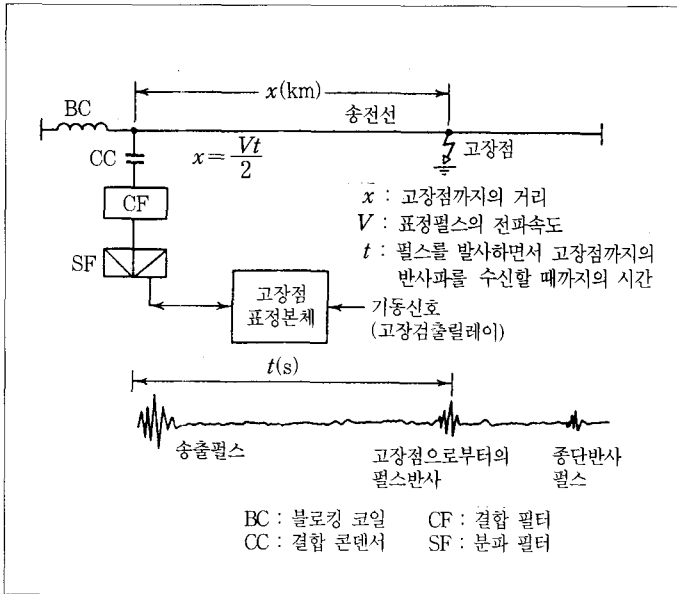 x(km)
BC
송전선
CC
x = Vt/2
고장점
CF
x : 고장점까지의 거리
V : 표정펄스의 전파속도
t : 펄스를 발사하면서 고장점까지의
반사파를 수신할 때까지의 시간
SF
고장점
표정본체
기동신호
(고장검출릴레이)
t(s)
송출펄스
고장점으로부터의
펄스반사
종단반사
펄스
BC : 블로킹 코일 CF : 결합 필터
CC : 결합 콘덴서 SF : 분파 필터